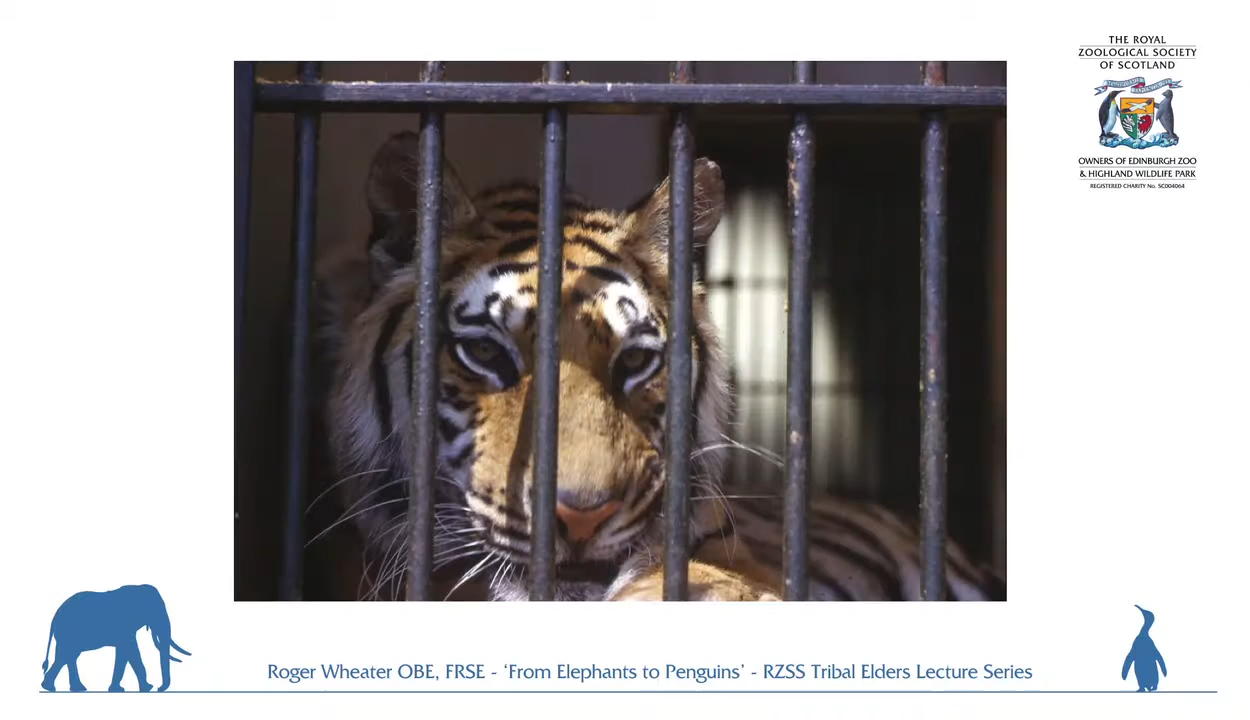 THE ROYAL
ZOOLOGICAL SOCIETY
OF SCOTLAND
OWNERS OF EDINBURGH ZOO
& HIGHLAND WILDLIFE PARK
REGISTERED CHARITY No. SC004064
Roger Wheater OBE, FRSE - ‘From Elephants to Penguins’ - RZSS Tribal Elders Lecture Series